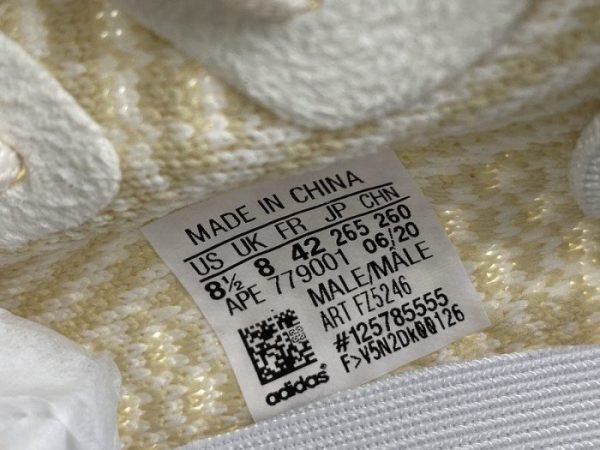 MADE IN CHINA
US UK FR JP CHN
8½ 8 42 265 260
APE 779001 06/20
MALE/MÂLE
ART FZ5246
#125785555
F>V5N2DK00126
adidas